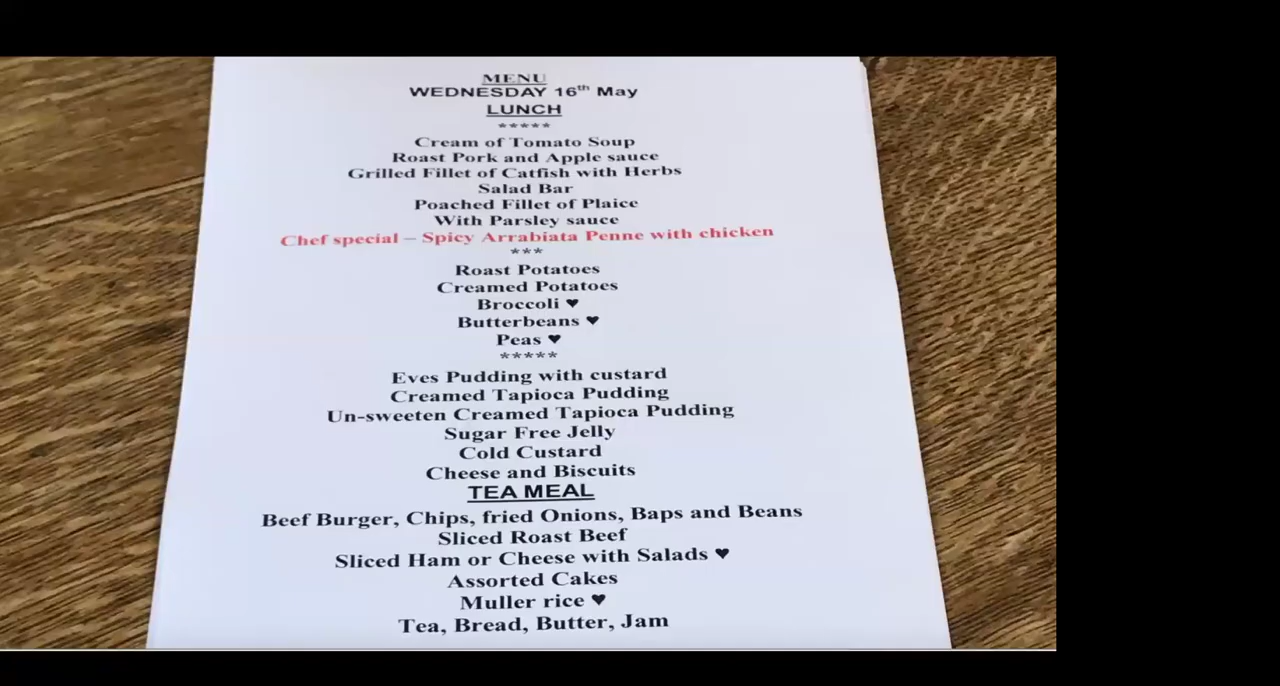 MENU
WEDNESDAY 16th May
LUNCH
*****
Cream of Tomato Soup
Roast Pork and Apple sauce
Grilled Fillet of Catfish with Herbs
Salad Bar
Poached Fillet of Plaice
With Parsley sauce
Chef special – Spicy Arrabiata Penne with chicken
***
Roast Potatoes
Creamed Potatoes
Broccoli ♥
Butterbeans ♥
Peas ♥
*****
Eves Pudding with custard
Creamed Tapioca Pudding
Un-sweeten Creamed Tapioca Pudding
Sugar Free Jelly
Cold Custard
Cheese and Biscuits
TEA MEAL
Beef Burger, Chips, fried Onions, Baps and Beans
Sliced Roast Beef
Sliced Ham or Cheese with Salads ♥
Assorted Cakes
Muller rice ♥
Tea, Bread, Butter, Jam